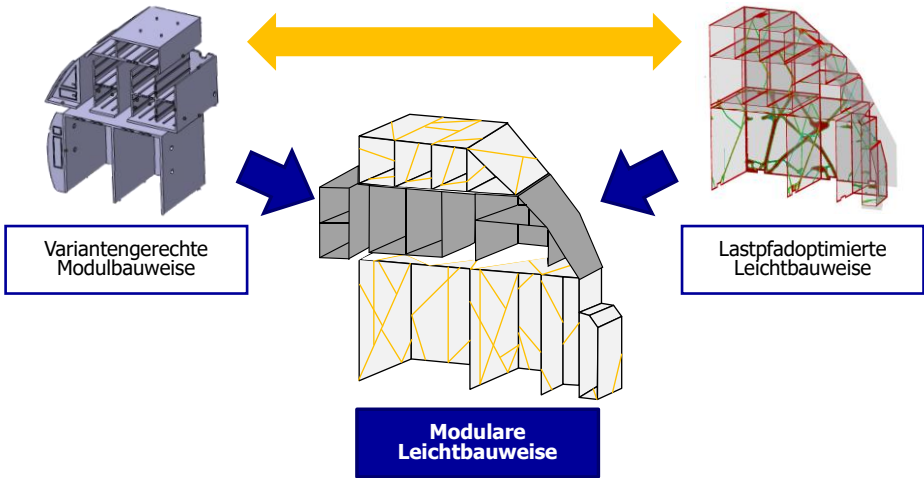 Variantengerechte
Modulbauweise
Lastpfadoptimierte
Leichtbauweise
Modulare
Leichtbauweise